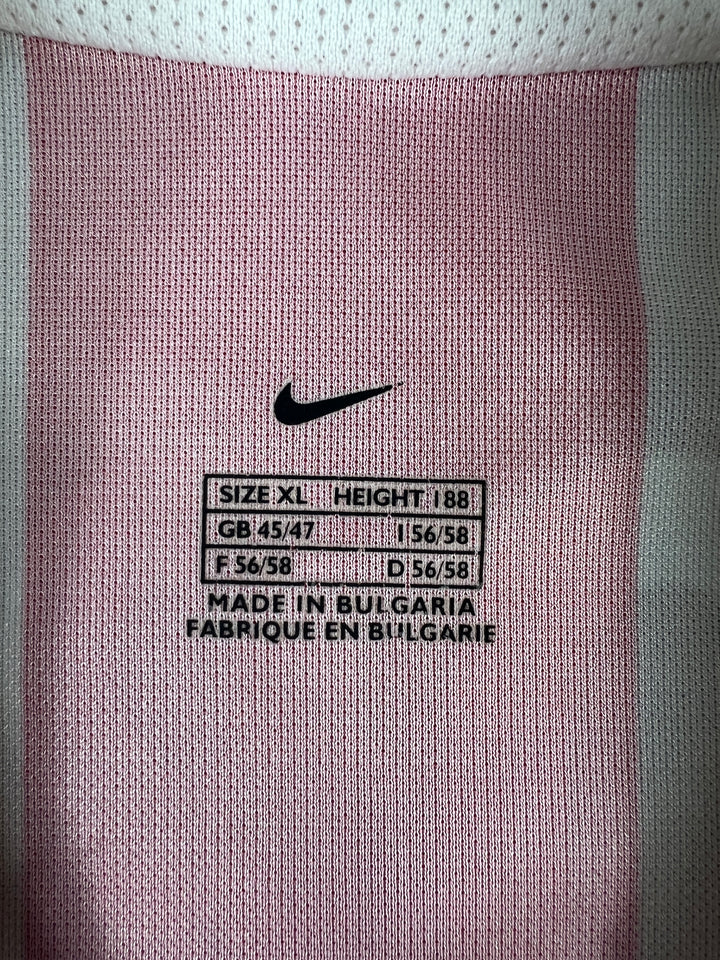 SIZE XL HEIGHT 188
GB 45/47 I 56/58
F 56/58 D 56/58
MADE IN BULGARIA
FABRIQUE EN BULGARIE